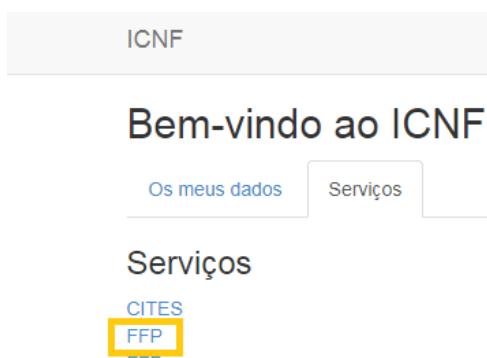 ICNF
Bem-vindo ao ICNF
Os meus dados Serviços
Serviços
CITES
FFP